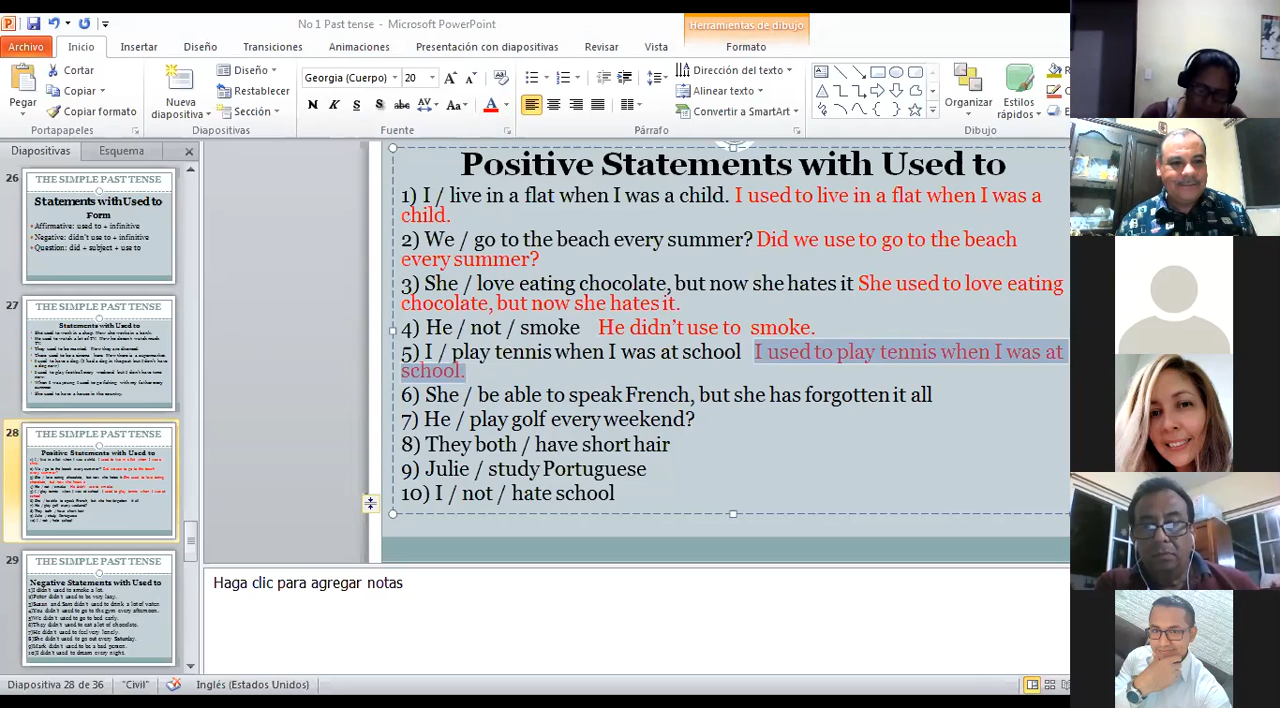 No 1 Past tense - Microsoft PowerPoint
Herramientas de dibujo
Archivo Inicio Insertar Diseño Transiciones Animaciones Presentación con diapositivas Revisar Vista Formato
Pegar
Cortar
Copiar
Copiar formato
Portapapeles
Nueva diapositiva
Diseño
Restablecer
Sección
Diapositivas
Georgia (Cuerpo) 20
N K S S abc AV Aa A
Fuente
Dirección del texto
Alinear texto
Convertir a SmartArt
Párrafo
Organizar
Estilos rápidos
Dibujo
Diapositivas Esquema
26
THE SIMPLE PAST TENSE
Statements with Used to
Form
Affirmative: used to + infinitive
Negative: didn't use to + infinitive
Question: did + subject + use to
27
THE SIMPLE PAST TENSE
Statements with Used to
28
THE SIMPLE PAST TENSE
Positive Statements with Used to
29
THE SIMPLE PAST TENSE
Negative Statements with Used to
Positive Statements with Used to
1) I / live in a flat when I was a child. I used to live in a flat when I was a
child.
2) We / go to the beach every summer? Did we use to go to the beach
every summer?
3) She / love eating chocolate, but now she hates it She used to love eating
chocolate, but now she hates it.
4) He / not / smoke He didn't use to smoke.
5) I / play tennis when I was at school I used to play tennis when I was at
school.
6) She / be able to speak French, but she has forgotten it all
7) He / play golf every weekend?
8) They both / have short hair
9) Julie / study Portuguese
10) I / not / hate school
Haga clic para agregar notas
Diapositiva 28 de 36 "Civil" Inglés (Estados Unidos)